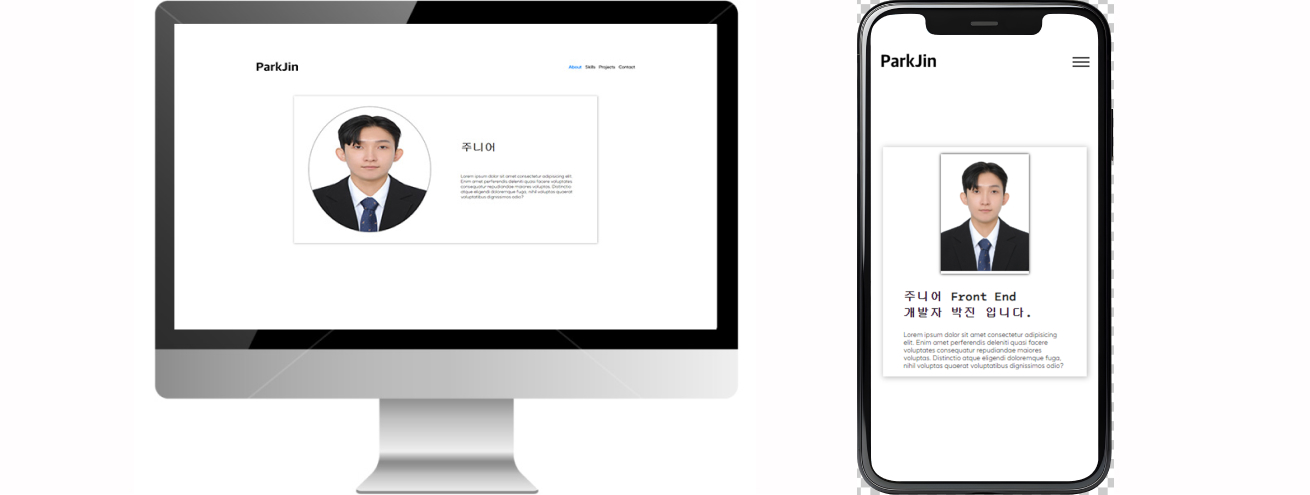 ParkJin
About Skills Projects Contact
주니어
Lorem ipsum dolor sit amet consectetur adipisicing elit.
Enim amet perferendis deleniti quasi facere voluptates
consequatur repudiandae maiores voluptas. Distinctio
atque eligendi doloremque fuga, nihil voluptas quaerat
voluptatibus dignissimos odio?
ParkJin
주니어 Front End
개발자 박진 입니다.
Lorem ipsum dolor sit amet consectetur adipisicing
elit. Enim amet perferendis deleniti quasi facere
voluptates consequatur repudiandae maiores
voluptas. Distinctio atque eligendi doloremque fuga,
nihil voluptas quaerat voluptatibus dignissimos odio?